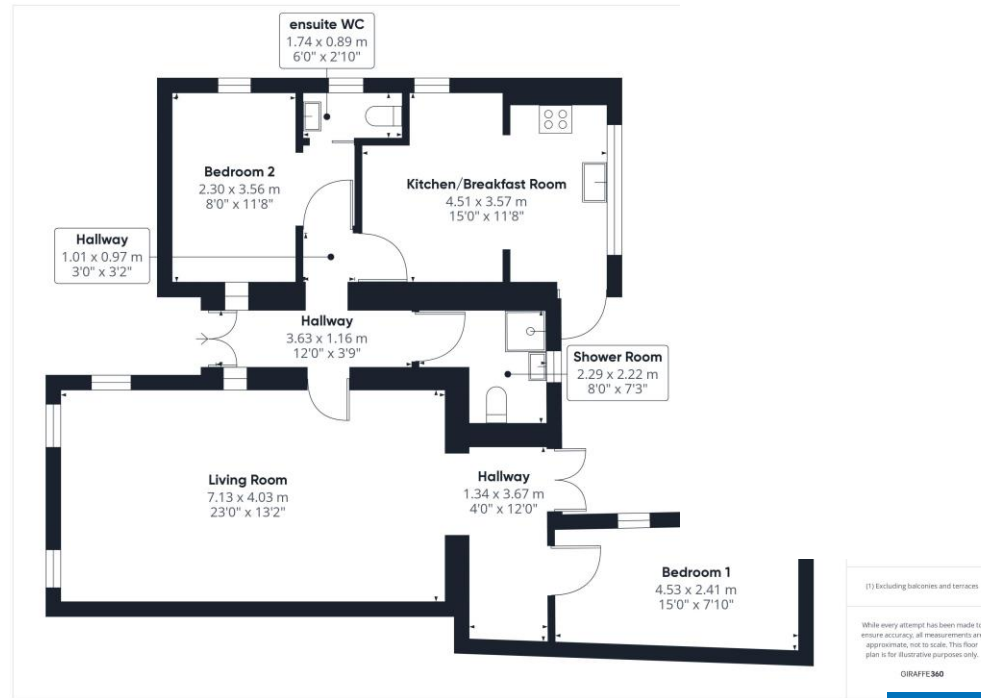 ensuite WC
1.74 x 0.89 m
6'0" x 2'10"
Bedroom 2
2.30 x 3.56 m
8'0" x 11'8"
Kitchen/Breakfast Room
4.51 x 3.57 m
15'0" x 11'8"
Hallway
1.01 x 0.97 m
3'0" x 3'2"
Hallway
3.63 x 1.16 m
12'0" x 3'9"
Shower Room
2.29 x 2.22 m
8'0" x 7'3"
Living Room
7.13 x 4.03 m
23'0" x 13'2"
Hallway
1.34 x 3.67 m
4'0" x 12'0"
Bedroom 1
4.53 x 2.41 m
15'0" x 7'10"
(1) Excluding balconies and terraces
While every attempt has been made to
ensure accuracy, all measurements are
approximate, not to scale. This floor
plan is for illustrative purposes only.
GIRAFFE360